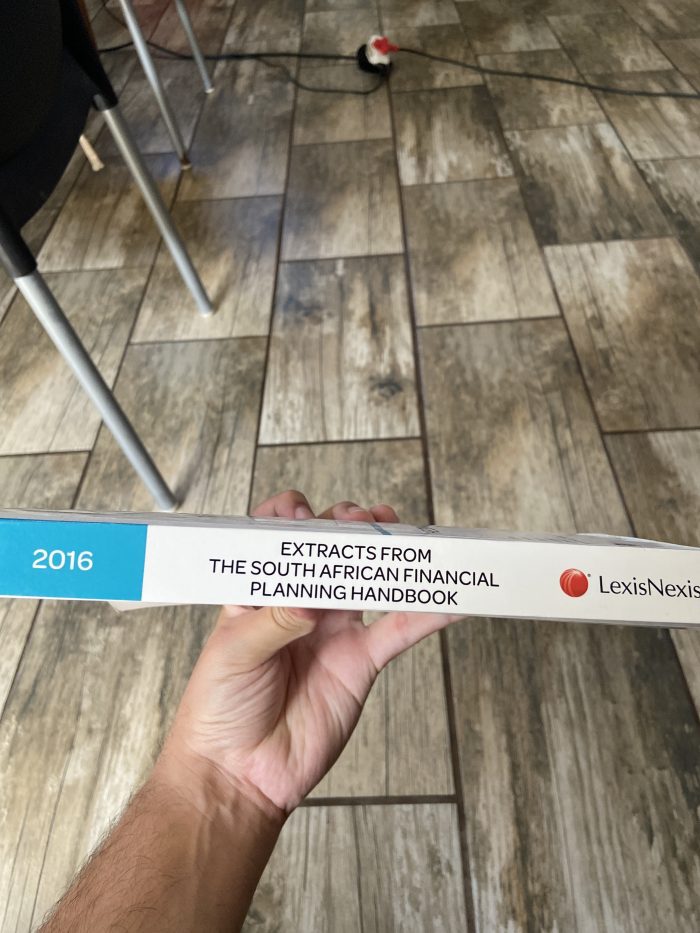 2016
EXTRACTS FROM
THE SOUTH AFRICAN FINANCIAL
PLANNING HANDBOOK
LexisNexis